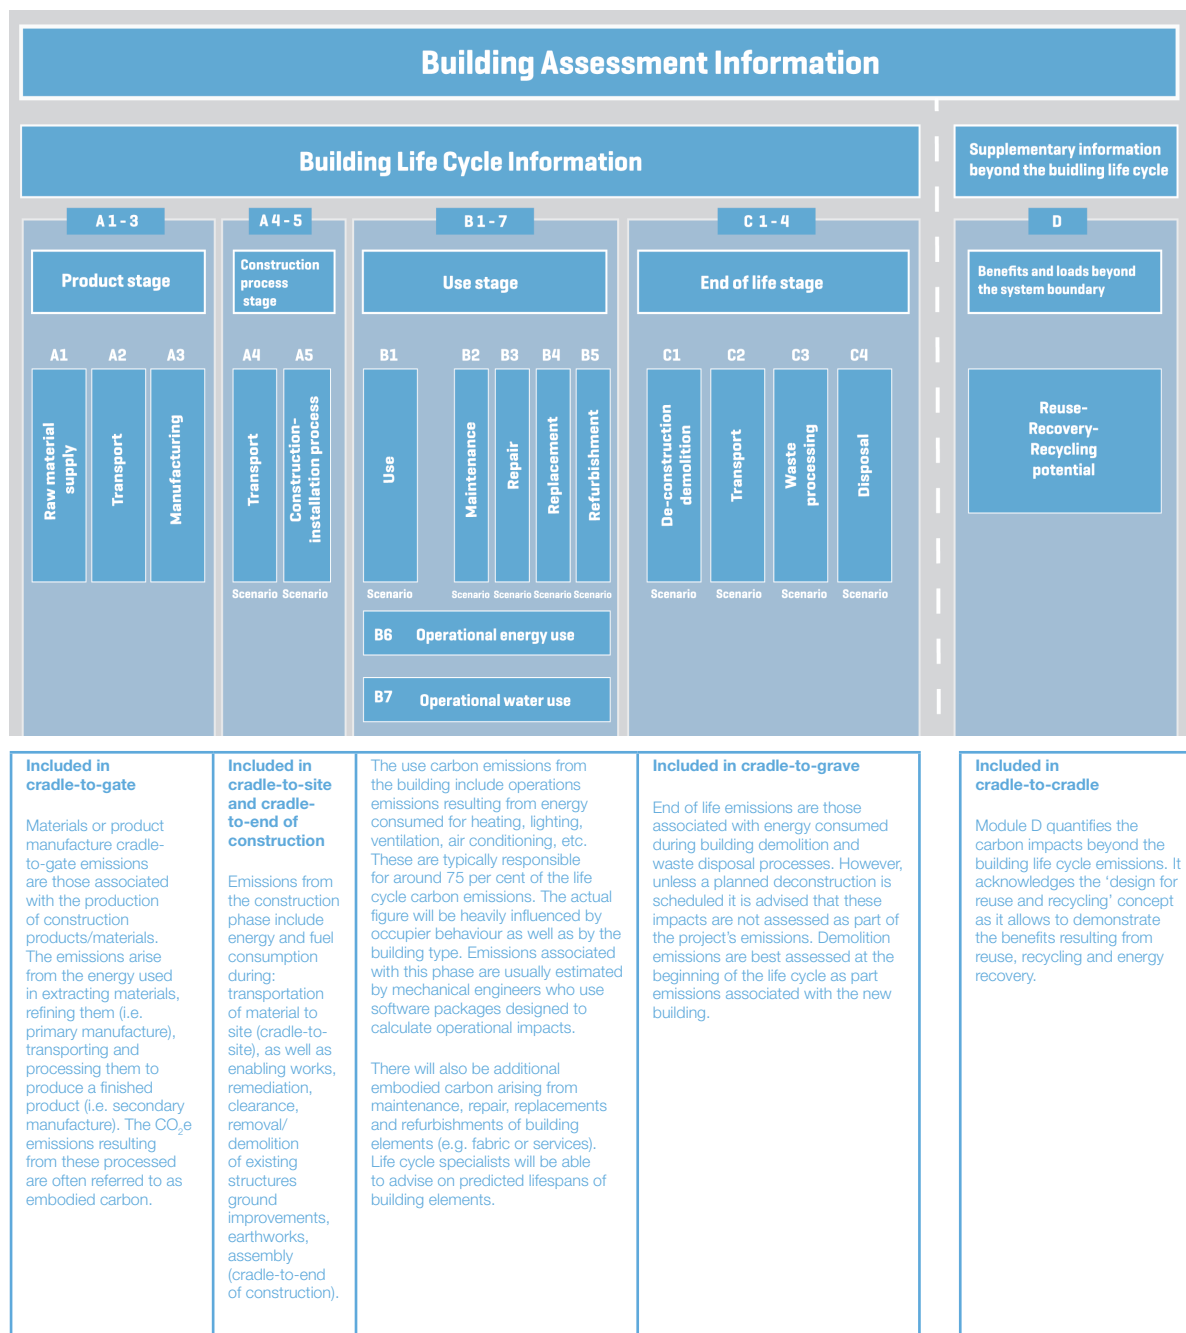 Building Assessment Information
Building Life Cycle Information
Supplementary information
beyond the buidling life cycle
A 1 - 3
A 4 - 5
B 1 - 7
C 1 - 4
D
Product stage
Construction
process
stage
Use stage
End of life stage
Benefits and loads beyond
the system boundary
A1
A2
A3
A4
A5
B1
B2
B3
B4
B5
C1
C2
C3
C4
Raw material
supply
Transport
Manufacturing
Transport
Construction-
installation process
Use
Maintenance
Repair
Replacement
Refurbishment
De-construction
demolition
Transport
Waste
processing
Disposal
Reuse-
Recovery-
Recycling
potential
Scenario
Scenario
Scenario
Scenario
Scenario
Scenario
Scenario
Scenario
Scenario
Scenario
Scenario
B6 Operational energy use
B7 Operational water use
Included in
cradle-to-gate
Materials or product
manufacture cradle-
to-gate emissions
are those associated
with the production
of construction
products/materials.
The emissions arise
from the energy used
in extracting materials,
refining them (i.e.
primary manufacture),
transporting and
processing them to
produce a finished
product (i.e. secondary
manufacture). The CO₂e
emissions resulting
from these processed
are often referred to as
embodied carbon.
Included in
cradle-to-site
and cradle-
to-end of
construction
Emissions from
the construction
phase include
energy and fuel
consumption
during:
transportation
of material to
site (cradle-to-
site), as well as
enabling works,
remediation,
clearance,
removal/
demolition
of existing
structures
ground
improvements,
earthworks,
assembly
(cradle-to-end
of construction).
The use carbon emissions from
the building include operations
emissions resulting from energy
consumed for heating, lighting,
ventilation, air conditioning, etc.
These are typically responsible
for around 75 per cent of the life
cycle carbon emissions. The actual
figure will be heavily influenced by
occupier behaviour as well as by the
building type. Emissions associated
with this phase are usually estimated
by mechanical engineers who use
software packages designed to
calculate operational impacts.
There will also be additional
embodied carbon arising from
maintenance, repair, replacements
and refurbishments of building
elements (e.g. fabric or services).
Life cycle specialists will be able
to advise on predicted lifespans of
building elements.
Included in cradle-to-grave
End of life emissions are those
associated with energy consumed
during building demolition and
waste disposal processes. However,
unless a planned deconstruction is
scheduled it is advised that these
impacts are not assessed as part of
the project's emissions. Demolition
emissions are best assessed at the
beginning of the life cycle as part
emissions associated with the new
building.
Included in
cradle-to-cradle
Module D quantifies the
carbon impacts beyond the
building life cycle emissions. It
acknowledges the 'design for
reuse and recycling' concept
as it allows to demonstrate
the benefits resulting from
reuse, recycling and energy
recovery.